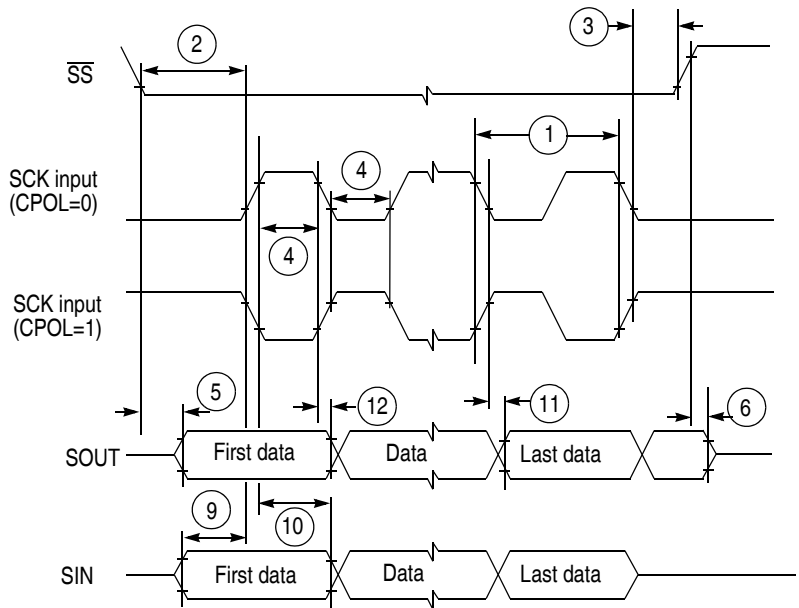 2
3
SS
1
SCK input
(CPOL=0)
4
4
SCK input
(CPOL=1)
5
12
11
6
SOUT
First data
Data
Last data
9
10
SIN
First data
Data
Last data